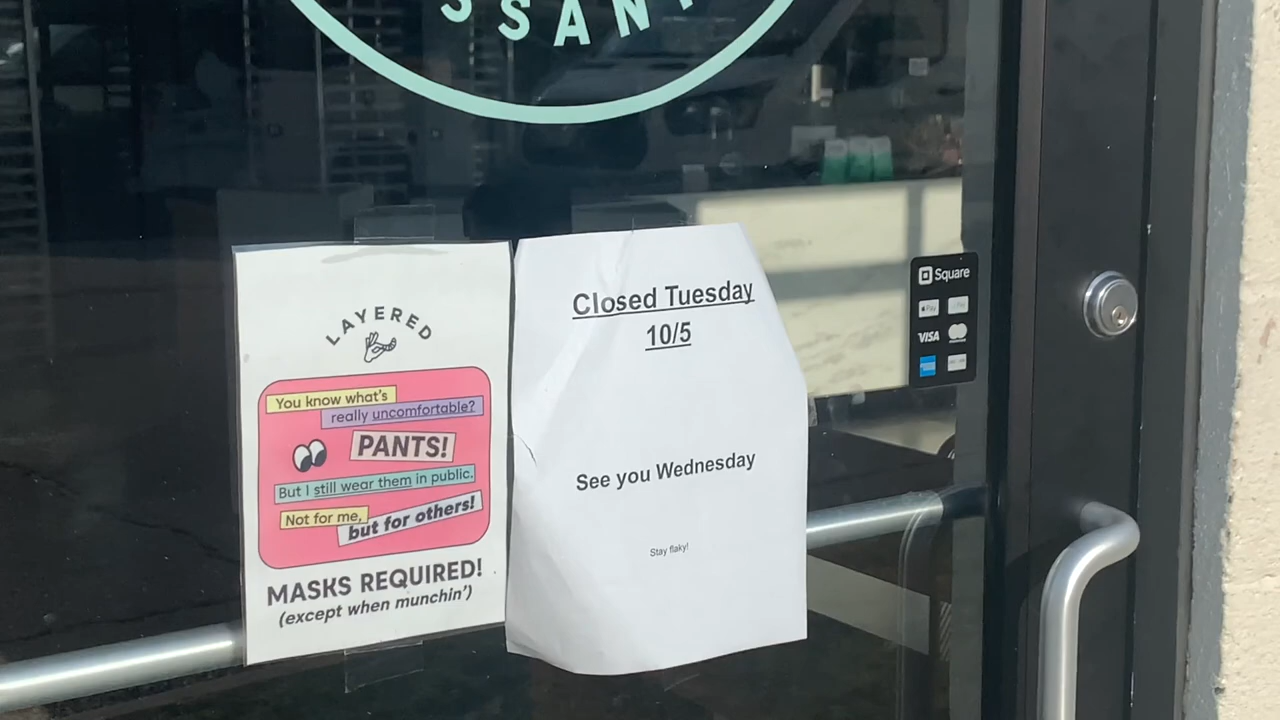 SSANT
LAYERED
You know what's
really uncomfortable?
PANTS!
But I still wear them in public.
Not for me,
but for others!
MASKS REQUIRED!
(except when munchin')
Closed Tuesday
10/5
See you Wednesday
Stay flaky!
Square
Pay
VISA